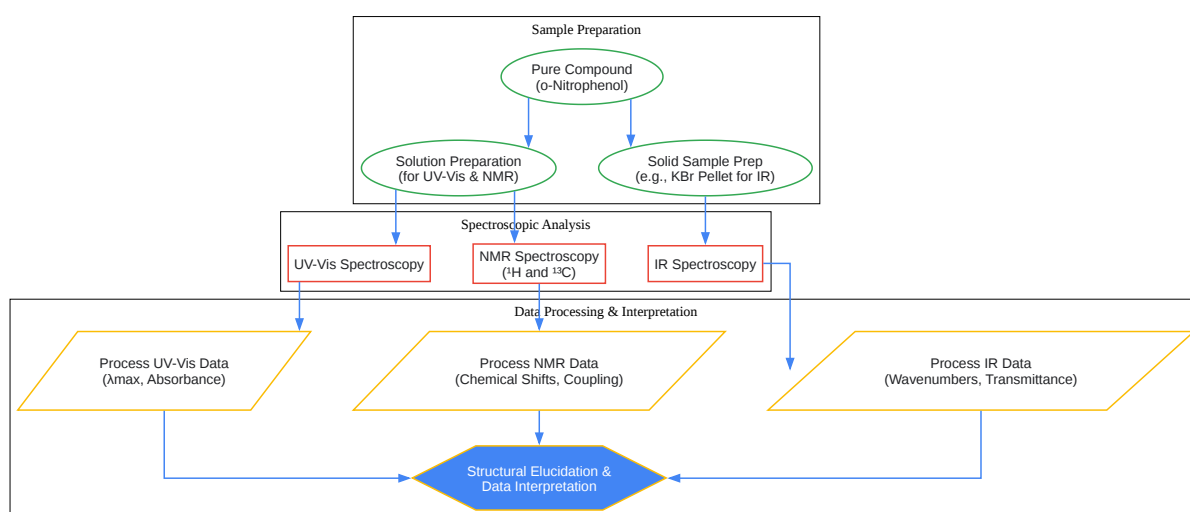 Sample Preparation
Pure Compound
(o-Nitrophenol)
Solution Preparation
(for UV-Vis & NMR)
Solid Sample Prep
(e.g., KBr Pellet for IR)
Spectroscopic Analysis
UV-Vis Spectroscopy
NMR Spectroscopy
(¹H and ¹³C)
IR Spectroscopy
Data Processing & Interpretation
Process UV-Vis Data
(λmax, Absorbance)
Process NMR Data
(Chemical Shifts, Coupling)
Process IR Data
(Wavenumbers, Transmittance)
Structural Elucidation &
Data Interpretation